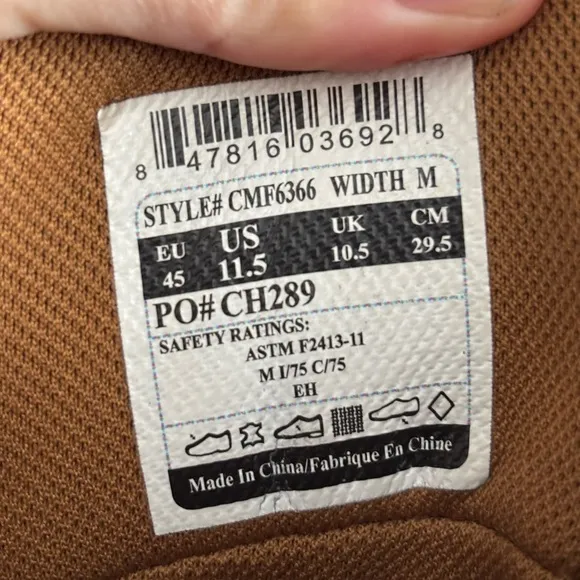 8 47816 03692 8
STYLE# CMF6366 WIDTH M
EU US UK CM
45 11.5 10.5 29.5
PO# CH289
SAFETY RATINGS:
ASTM F2413-11
M I/75 C/75
EH
Made In China/Fabrique En Chine